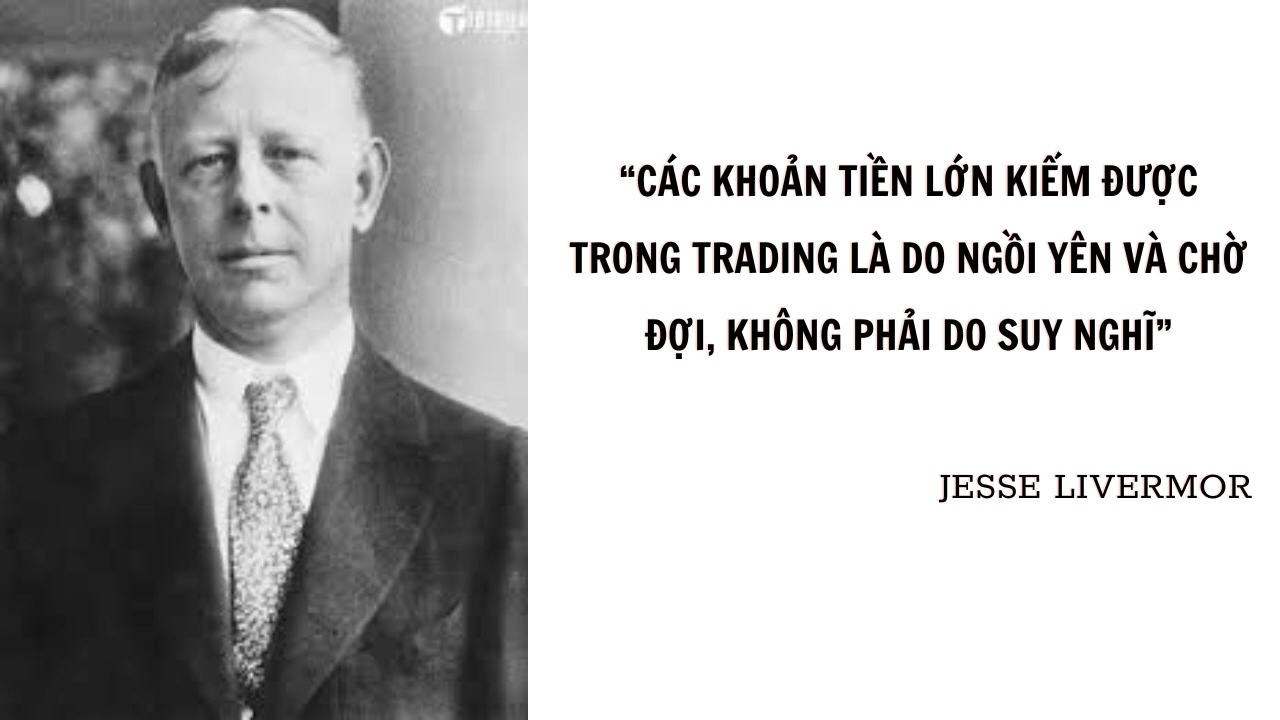 “CÁC KHOẢN TIỀN LỚN KIẾM ĐƯỢC
TRONG TRADING LÀ DO NGỒI YÊN VÀ CHỜ
ĐỢI, KHÔNG PHẢI DO SUY NGHĨ”
JESSE LIVERMOR